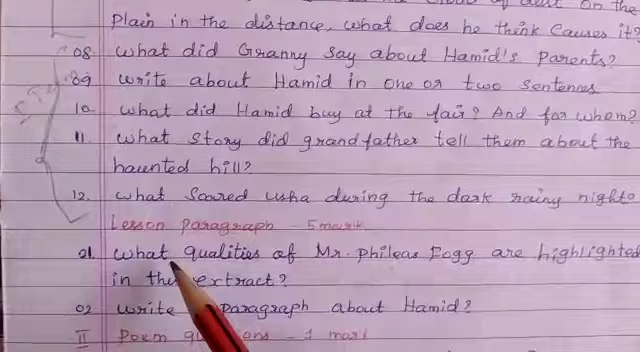 dust on the
Plain in the distance, what does he think Causes it?
08. what did Granny say about Hamid's Parents?
09 write about Hamid in one or two sentences
10 what did Hamid buy at the fair? And for whom?
11. what story did grandfather tell them about the
haunted hill?
12. what Scared usha during the dark rainy night?
Lesson paragraph - 5 mark
01. what qualities of Mr. Phileas Fogg are highlighted
in this extract?
02 write paragraph about Hamid?
II Poem - 1 mark